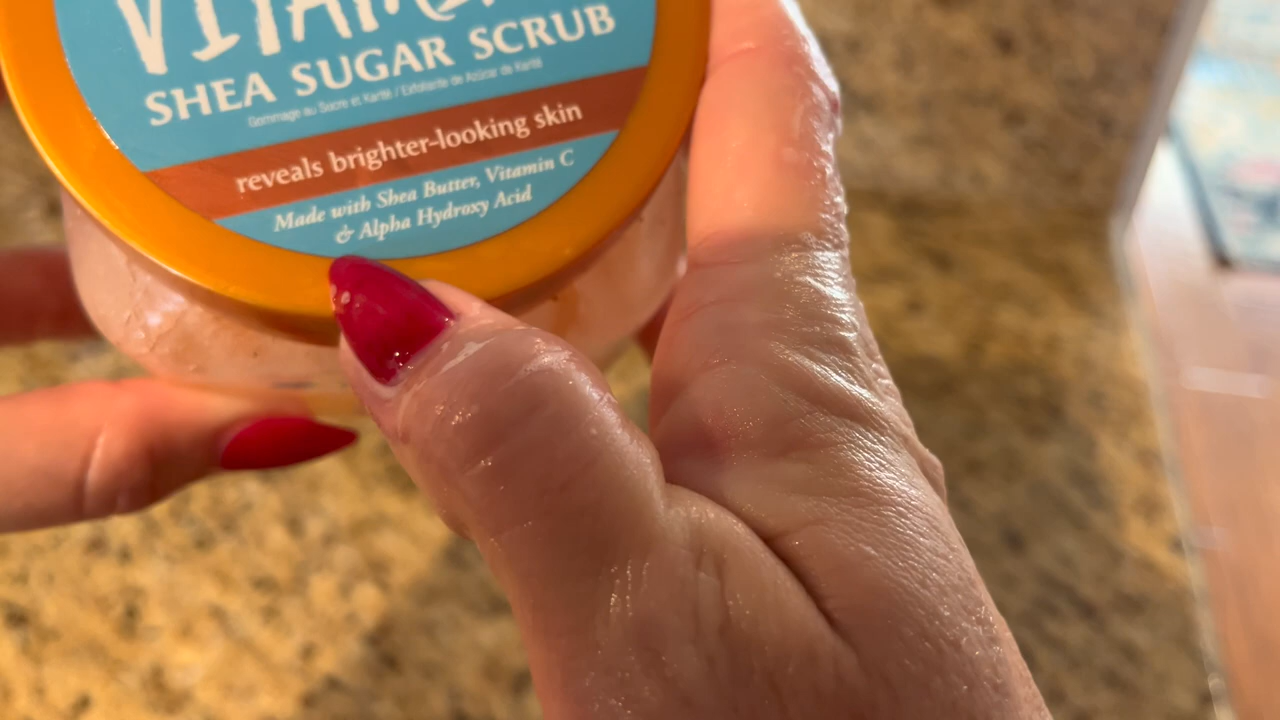 SHEA SUGAR SCRUB
Gommage au Sucre et Karité / Exfoliante de Azúcar de Karité
reveals brighter-looking skin
Made with Shea Butter, Vitamin C
& Alpha Hydroxy Acid